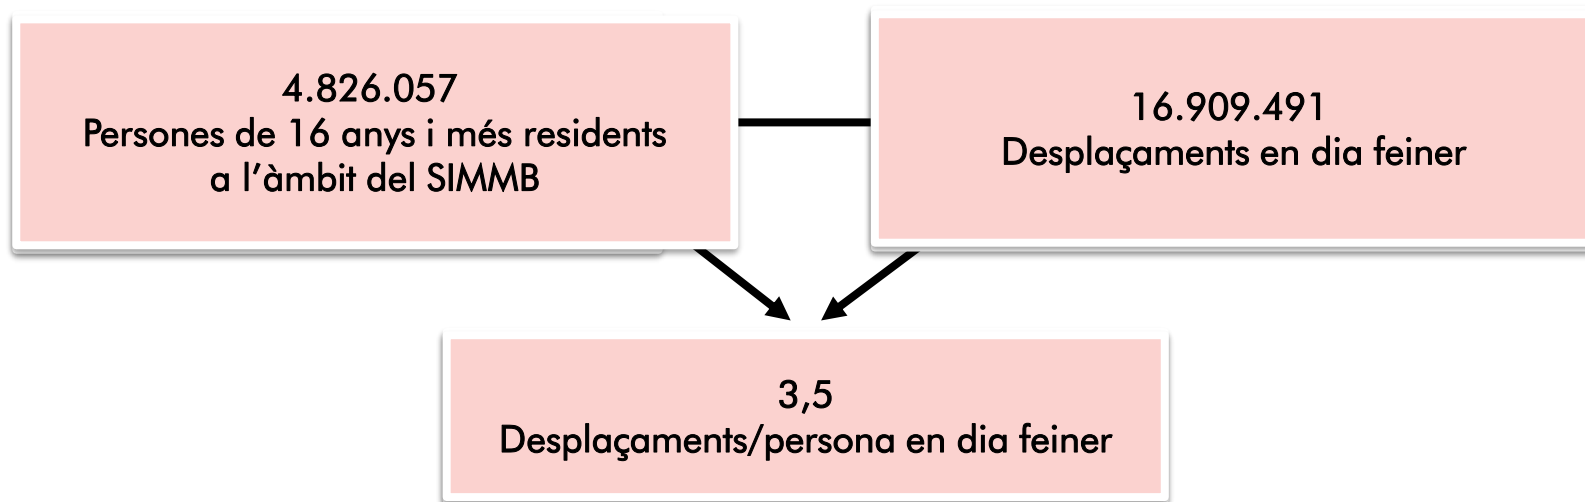 4.826.057
Persones de 16 anys i més residents
a l’àmbit del SIMMB
16.909.491
Desplaçaments en dia feiner
3,5
Desplaçaments/persona en dia feiner